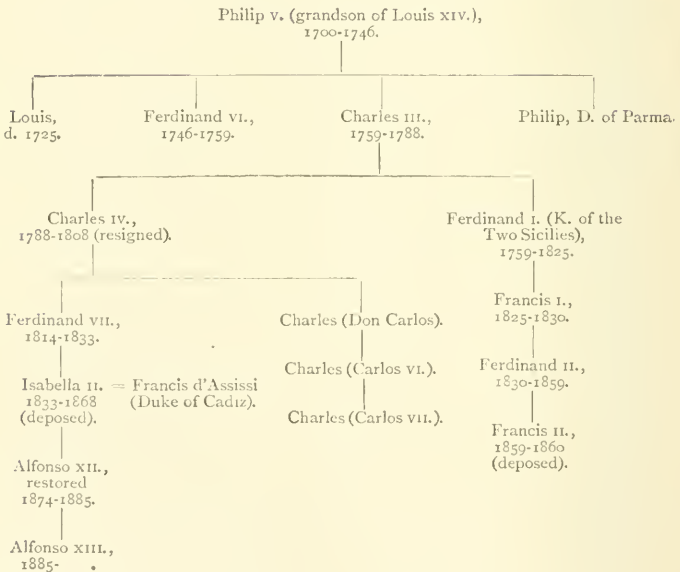 Philip v. (grandson of Louis xiv.),
1700-1746.
Louis,
d. 1725.
Ferdinand vi.,
1746-1759.
Charles iii.,
1759-1788.
Philip, D. of Parma.
Charles iv.,
1788-1808 (resigned).
Ferdinand i. (K. of the
Two Sicilies),
1759-1825.
Ferdinand vii.,
1814-1833.
Charles (Don Carlos).
Francis i.,
1825-1830.
Isabella ii. = Francis d'Assissi
1833-1868 (Duke of Cadiz).
(deposed).
Charles (Carlos vi.).
Charles (Carlos vii.).
Ferdinand ii.,
1830-1859.
Francis ii.,
1859-1860
(deposed).
Alfonso xii.,
restored
1874-1885.
Alfonso xiii.,
1885-